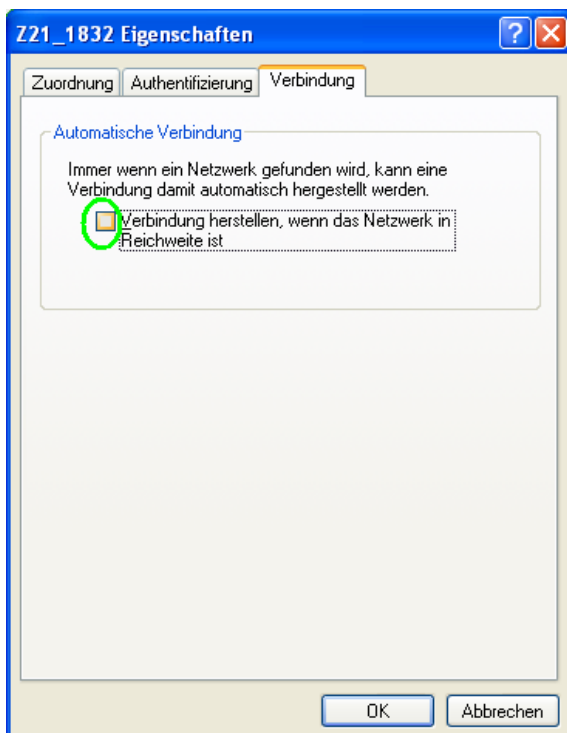 Z21_1832 Eigenschaften
Zuordnung Authentifizierung Verbindung
Automatische Verbindung
Immer wenn ein Netzwerk gefunden wird, kann eine
Verbindung damit automatisch hergestellt werden.
Verbindung herstellen, wenn das Netzwerk in
Reichweite ist
OK Abbrechen